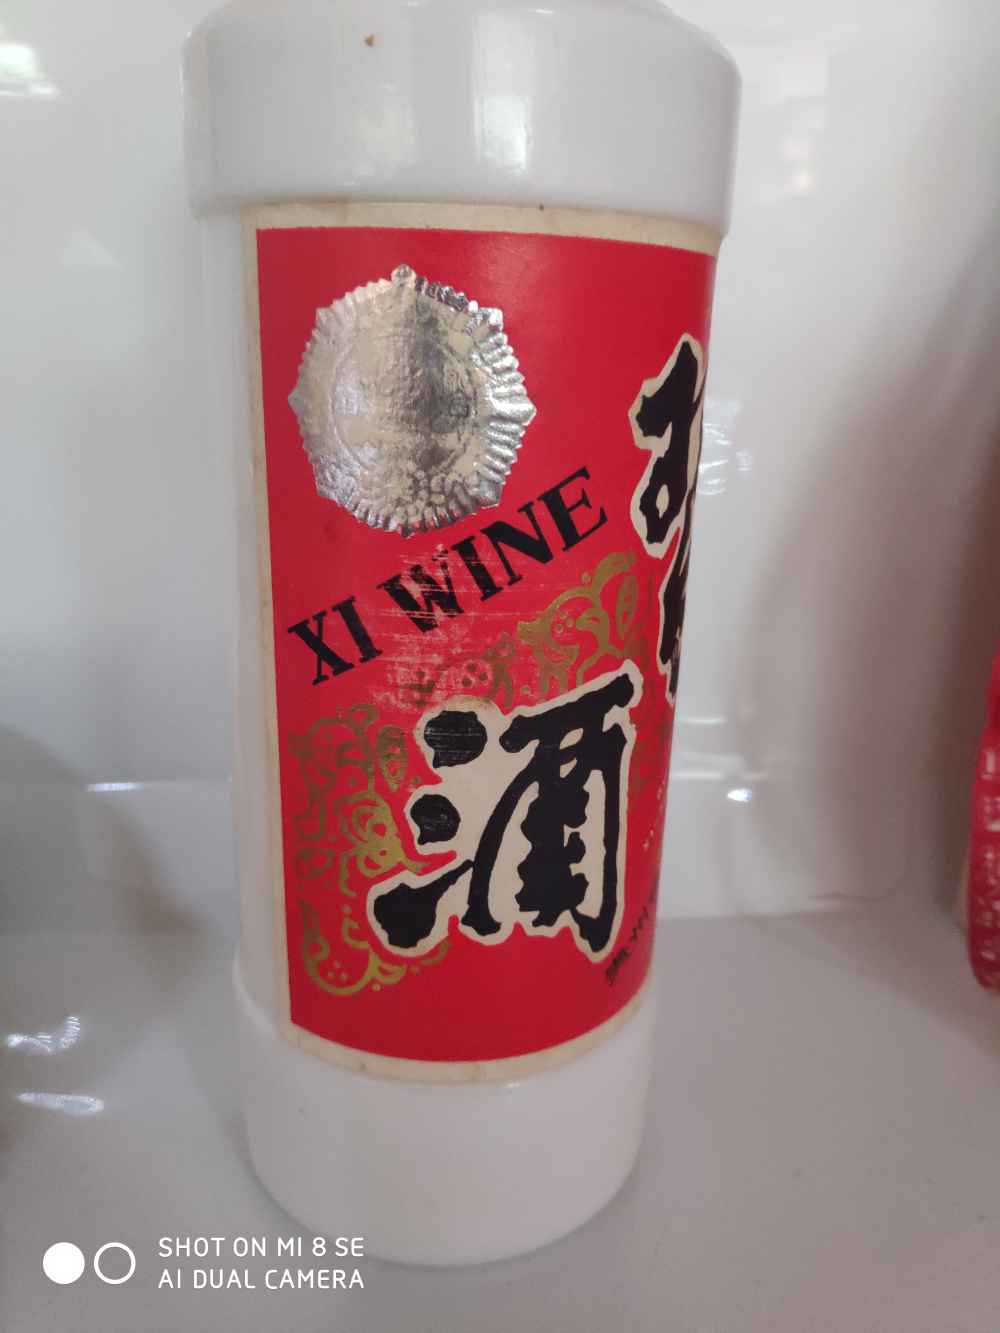 XI WINE
酒
SHOT ON MI 8 SE
AI DUAL CAMERA